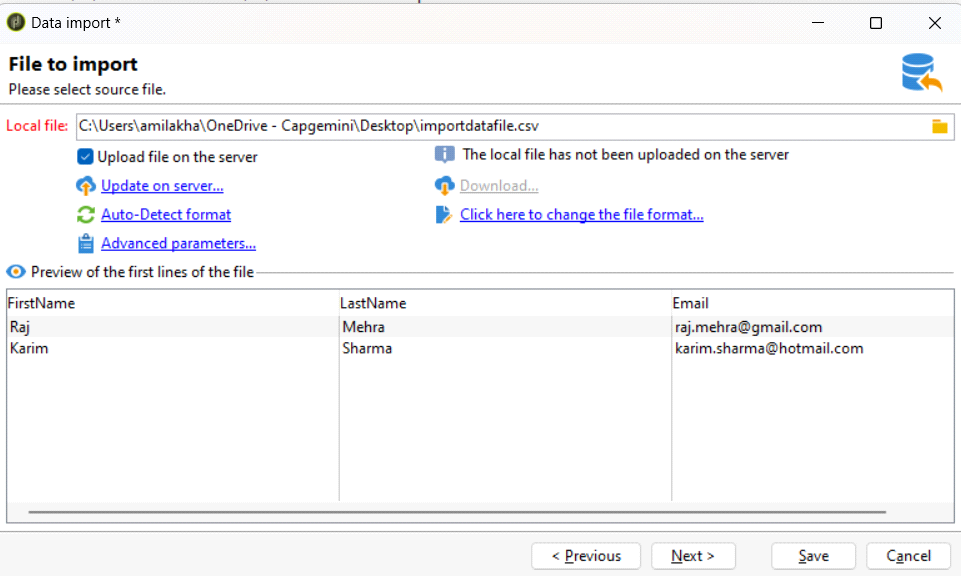 Data import *
File to import
Please select source file.
Local file: C:\Users\amilakha\OneDrive - Capgemini\Desktop\importdatafile.csv
Upload file on the server The local file has not been uploaded on the server
Update on server... Download...
Auto-Detect format Click here to change the file format...
Advanced parameters...
Preview of the first lines of the file
FirstName LastName Email
Raj Mehra raj.mehra@gmail.com
Karim Sharma karim.sharma@hotmail.com
< Previous Next > Save Cancel